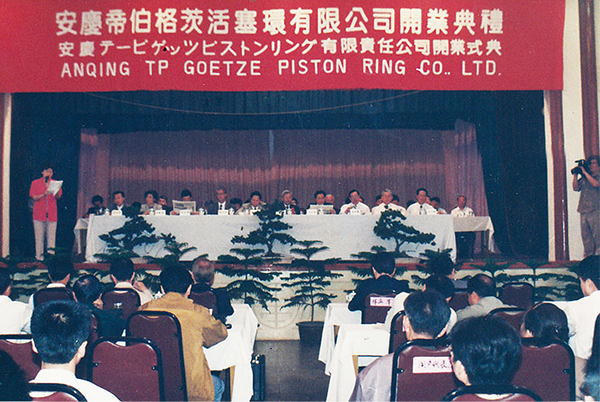 安慶帝伯格茨活塞環有限公司開業典禮
安慶テーピゲッツピストンリング有限責任公司開業式典
ANQING TP GOETZE PISTON RING CO., LTD.